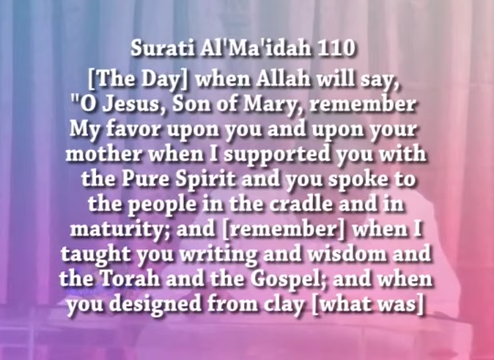 Surati Al'Ma'idah 110
[The Day] when Allah will say,
"O Jesus, Son of Mary, remember
My favor upon you and upon your
mother when I supported you with
the Pure Spirit and you spoke to
the people in the cradle and in
maturity; and [remember] when I
taught you writing and wisdom and
the Torah and the Gospel; and when
you designed from clay [what was]